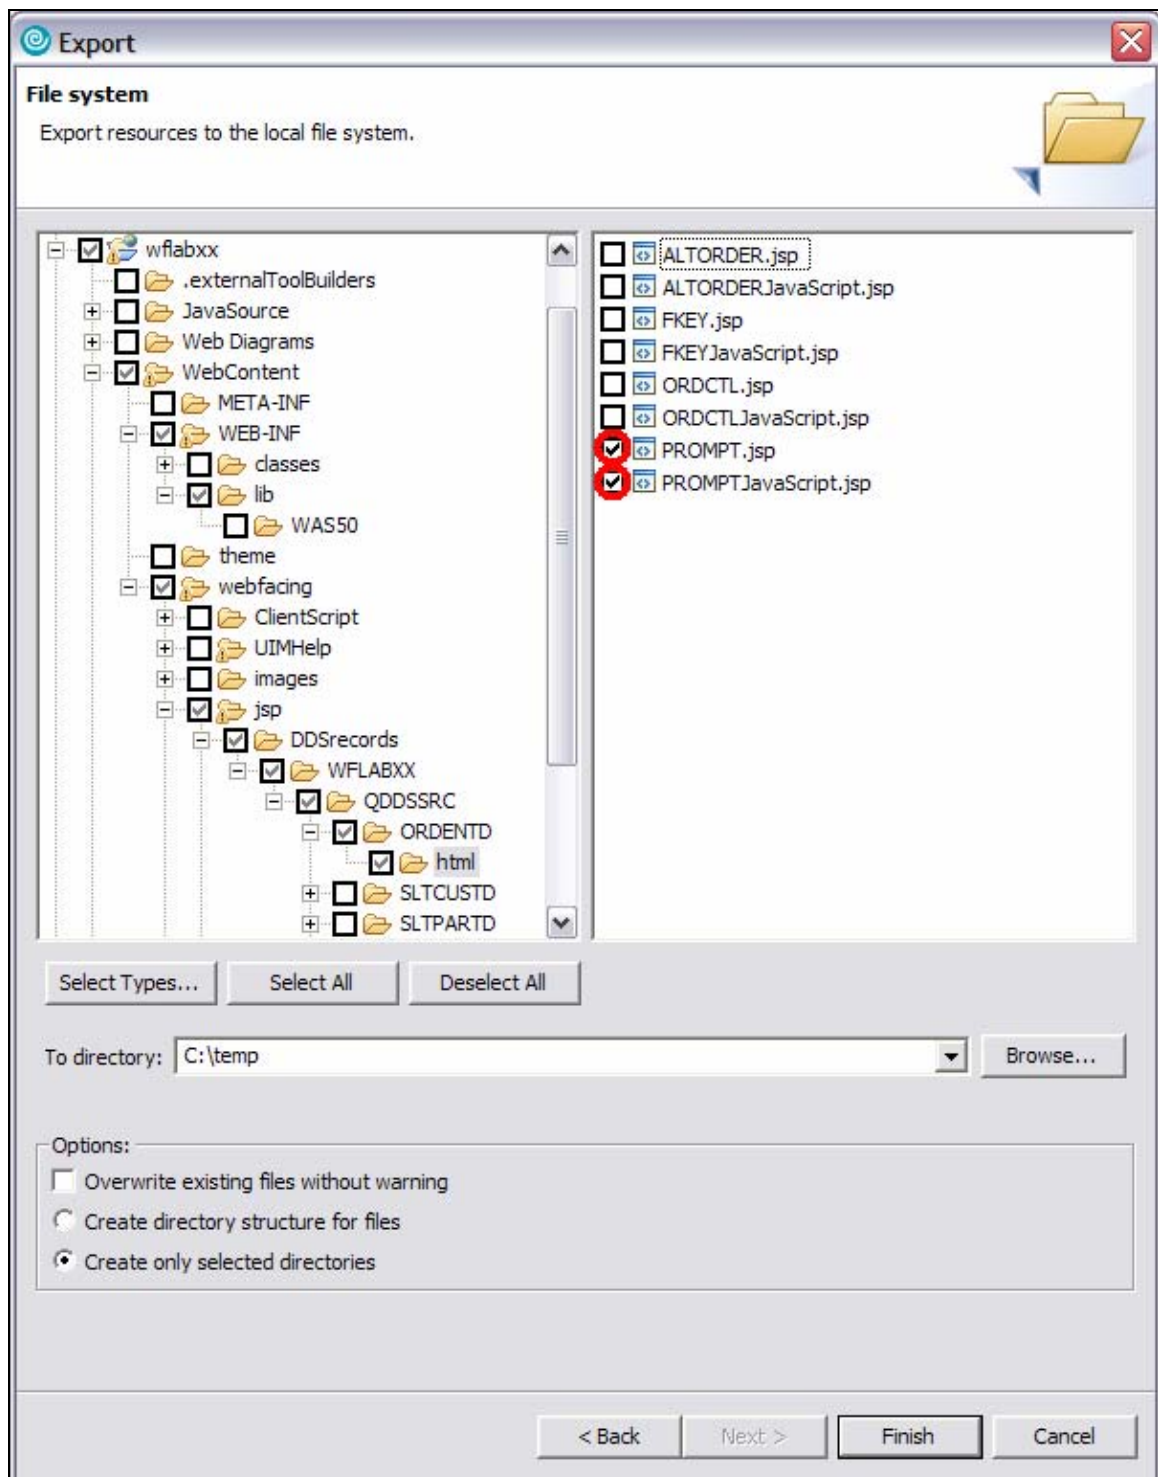 Export
File system
Export resources to the local file system.
wflabxx
.externalToolBuilders
JavaSource
Web Diagrams
WebContent
META-INF
WEB-INF
classes
lib
WAS50
theme
webfacing
ClientScript
UIMHelp
images
jsp
DDSrecords
WFLABXX
QDDSSRC
ORDENTD
html
SLTCUSTD
SLTPARTD
ALTORDER.jsp
ALTORDERJavaScript.jsp
FKEY.jsp
FKEYJavaScript.jsp
ORDCTL.jsp
ORDCTLJavaScript.jsp
PROMPT.jsp
PROMPTJavaScript.jsp
Select Types... Select All Deselect All
To directory: C:\temp Browse...
Options:
Overwrite existing files without warning
Create directory structure for files
Create only selected directories
< Back Next > Finish Cancel